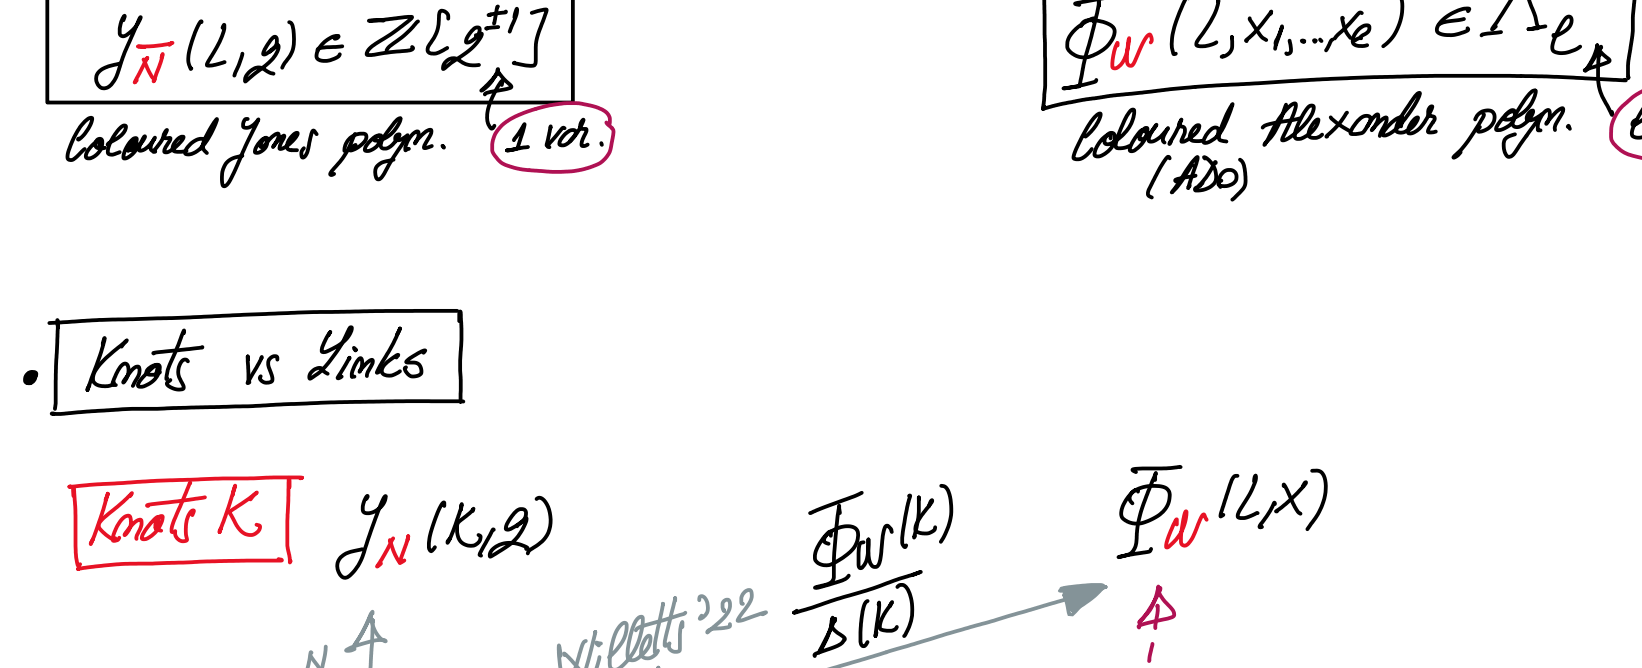 J_N̅ (L, q) ∈ ℤ[q^{±1}]
Φ_N (L, x_1, ..., x_l) ∈ Λ_l
Coloured Jones polyn.
1 var.
Coloured Alexander polyn.
(ADO)
• Knots vs Links
Knots K
J_N (K, q)
Φ_N (K)
Δ (K)
Φ_N (L, x)
Willetts '22
N